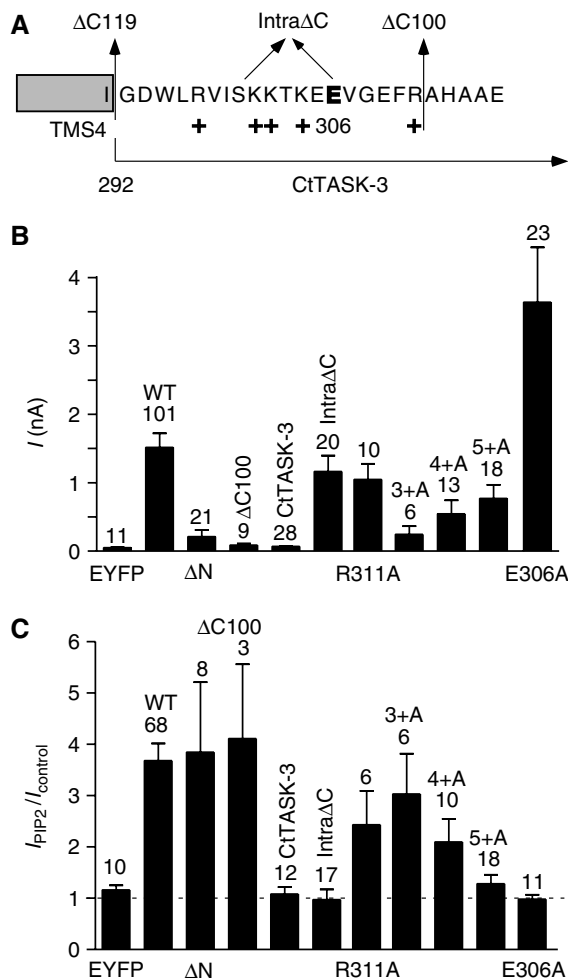 A
ΔC119 IntraΔC ΔC100
I GDWLRVISKKTKEEVGEFRAHAAE
TMS4 + + + + 306 +
292 CtTASK-3
B
I (nA)
4
3
2
1
0
11
WT
101
21
ΔC100
9
CtTASK-3
28
IntraΔC
20
10
3+A
6
4+A
13
5+A
18
23
EYFP ΔN R311A E306A
C
I PIP2 / I control
6
5
4
3
2
1
0
10
WT
68
8
ΔC100
3
CtTASK-3
12
IntraΔC
17
6
3+A
6
4+A
10
5+A
18
11
EYFP ΔN R311A E306A